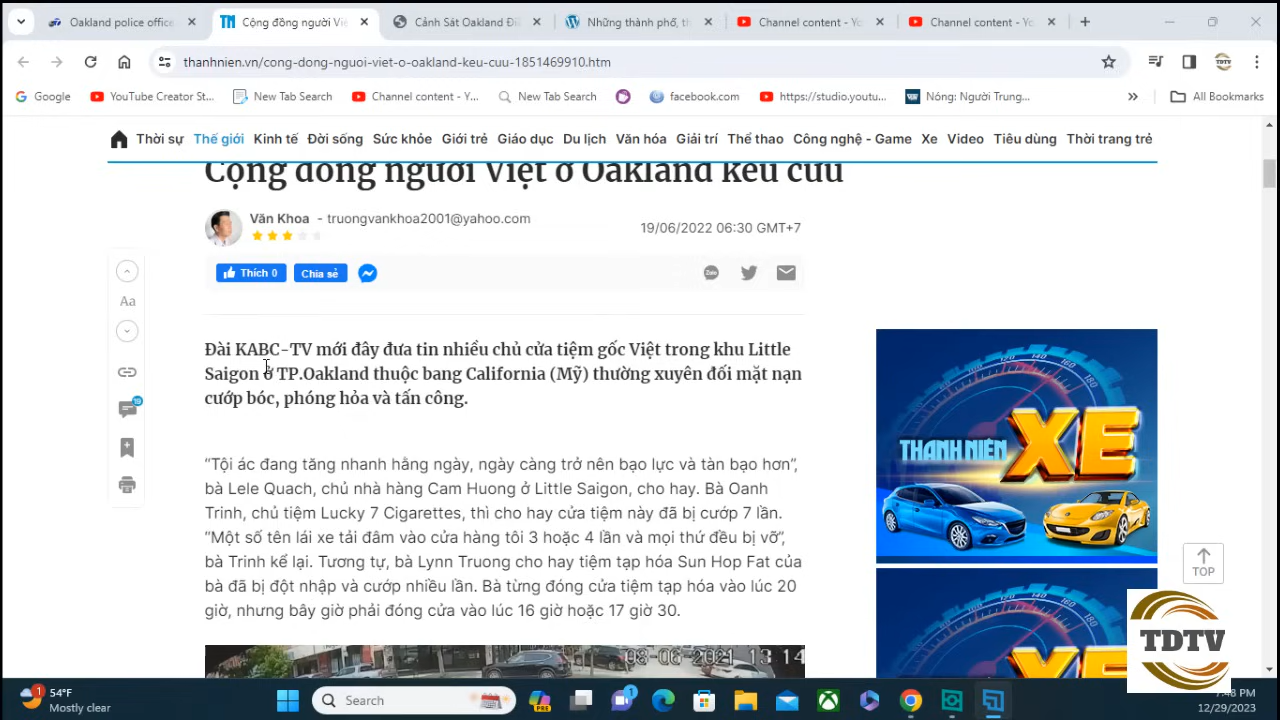 Oakland police office
Cộng đồng người Việ
Cảnh Sát Oakland Đi
Những thành phố, th
Channel content - Yo
Channel content - Yo
thanhnien.vn/cong-dong-nguoi-viet-o-oakland-keu-cuu-1851469910.htm
Google
YouTube Creator St...
New Tab Search
Channel content - Y...
New Tab Search
facebook.com
https://studio.youtu...
Nóng: Người Trung...
All Bookmarks
Thời sự Thế giới Kinh tế Đời sống Sức khỏe Giới trẻ Giáo dục Du lịch Văn hóa Giải trí Thể thao Công nghệ - Game Xe Video Tiêu dùng Thời trang trẻ
Cộng đồng người Việt ở Oakland kêu cứu
Văn Khoa - truongvankhoa2001@yahoo.com
19/06/2022 06:30 GMT+7
Thích 0
Chia sẻ
Zalo
Aa
19
Đài KABC-TV mới đây đưa tin nhiều chủ cửa tiệm gốc Việt trong khu Little
Saigon ở TP.Oakland thuộc bang California (Mỹ) thường xuyên đối mặt nạn
cướp bóc, phóng hỏa và tấn công.
“Tội ác đang tăng nhanh hằng ngày, ngày càng trở nên bạo lực và tàn bạo hơn”,
bà Lele Quach, chủ nhà hàng Cam Huong ở Little Saigon, cho hay. Bà Oanh
Trinh, chủ tiệm Lucky 7 Cigarettes, thì cho hay cửa tiệm này đã bị cướp 7 lần.
“Một số tên lái xe tải đâm vào cửa hàng tôi 3 hoặc 4 lần và mọi thứ đều bị vỡ”,
bà Trinh kể lại. Tương tự, bà Lynn Truong cho hay tiệm tạp hóa Sun Hop Fat của
bà đã bị đột nhập và cướp nhiều lần. Bà từng đóng cửa tiệm tạp hóa vào lúc 20
giờ, nhưng bây giờ phải đóng cửa vào lúc 16 giờ hoặc 17 giờ 30.
08-06-2021 13:14
THANH NIÊN XE
XE
TOP
TDTV
54°F
Mostly clear
Search
7:48 PM
12/29/2023